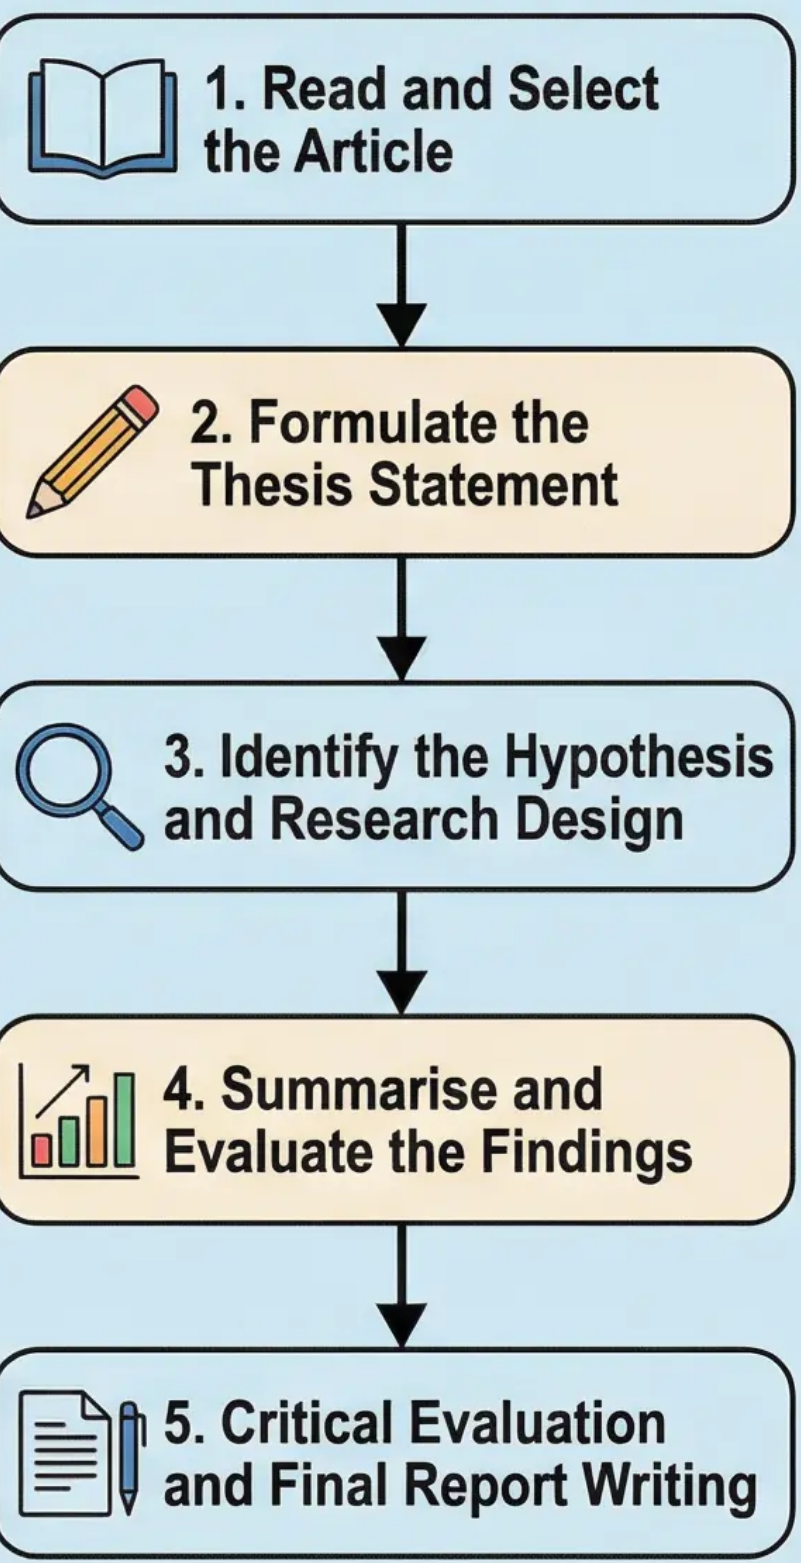 1. Read and Select
the Article
2. Formulate the
Thesis Statement
3. Identify the Hypothesis
and Research Design
4. Summarise and
Evaluate the Findings
5. Critical Evaluation
and Final Report Writing